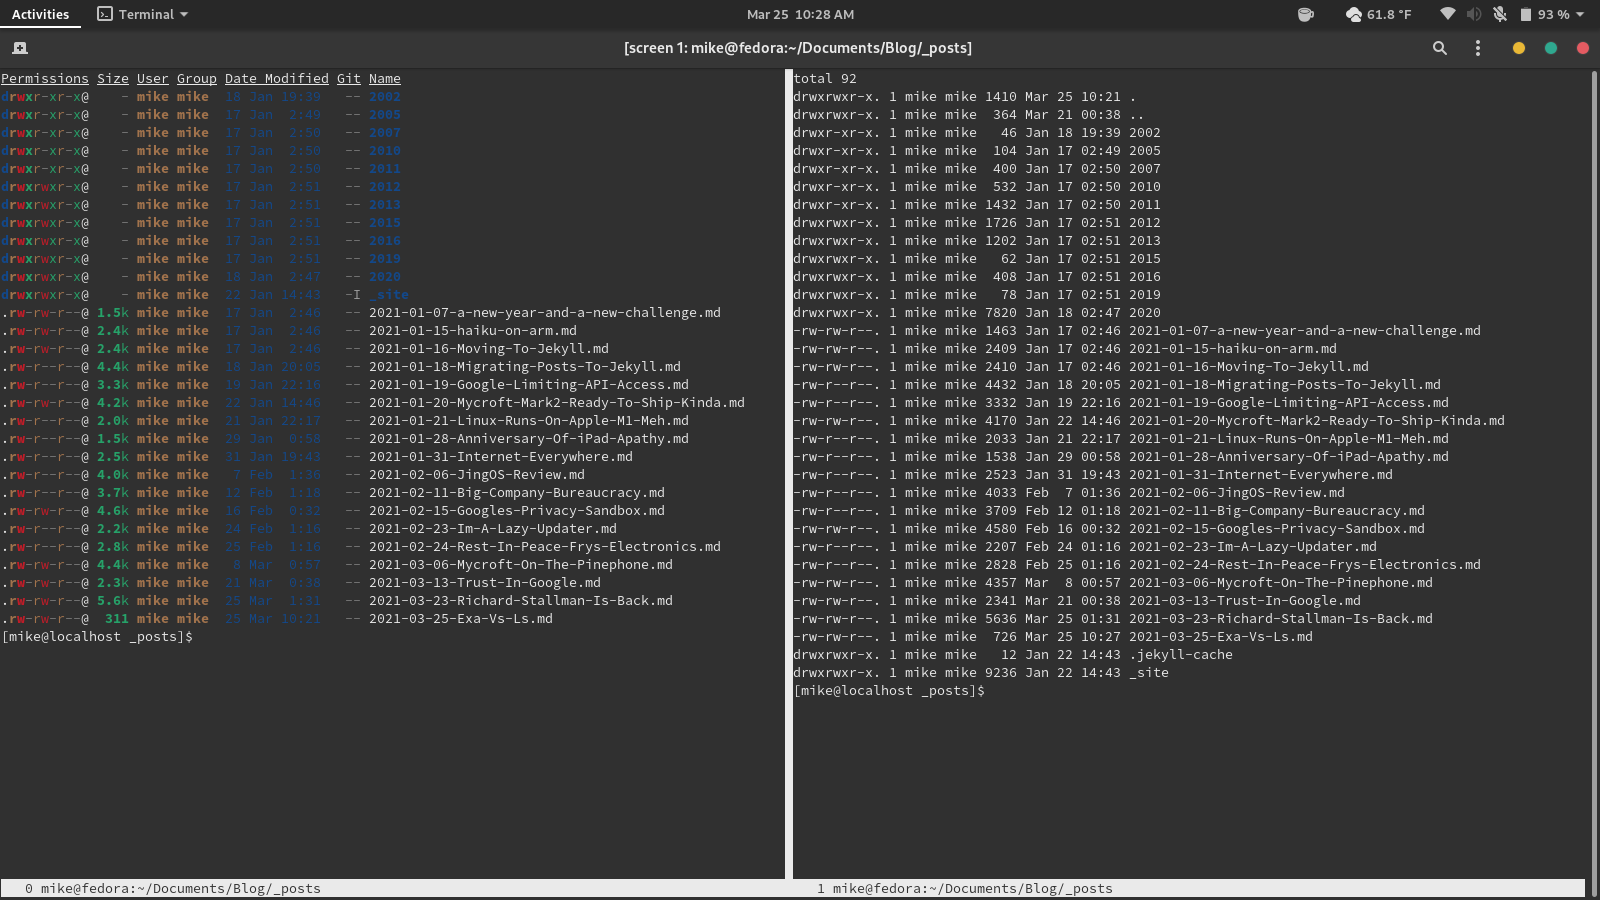 Activities Terminal Mar 25 10:28 AM 61.8 °F 93 %
[screen 1: mike@fedora:~/Documents/Blog/_posts]
Permissions Size User Group Date Modified Git Name
drwxr-xr-x@ - mike mike 18 Jan 19:39 -- 2002
drwxr-xr-x@ - mike mike 17 Jan 2:49 -- 2005
drwxr-xr-x@ - mike mike 17 Jan 2:50 -- 2007
drwxr-xr-x@ - mike mike 17 Jan 2:50 -- 2010
drwxr-xr-x@ - mike mike 17 Jan 2:50 -- 2011
drwxrwxr-x@ - mike mike 17 Jan 2:51 -- 2012
drwxrwxr-x@ - mike mike 17 Jan 2:51 -- 2013
drwxrwxr-x@ - mike mike 17 Jan 2:51 -- 2015
drwxrwxr-x@ - mike mike 17 Jan 2:51 -- 2016
drwxrwxr-x@ - mike mike 17 Jan 2:51 -- 2019
drwxrwxr-x@ - mike mike 18 Jan 2:47 -- 2020
drwxrwxr-x@ - mike mike 22 Jan 14:43 -I _site
.rw-rw-r--@ 1.5k mike mike 17 Jan 2:46 -- 2021-01-07-a-new-year-and-a-new-challenge.md
.rw-rw-r--@ 2.4k mike mike 17 Jan 2:46 -- 2021-01-15-haiku-on-arm.md
.rw-rw-r--@ 2.4k mike mike 17 Jan 2:46 -- 2021-01-16-Moving-To-Jekyll.md
.rw-rw-r--@ 4.4k mike mike 18 Jan 20:05 -- 2021-01-18-Migrating-Posts-To-Jekyll.md
.rw-rw-r--@ 3.3k mike mike 19 Jan 22:16 -- 2021-01-19-Google-Limiting-API-Access.md
.rw-rw-r--@ 4.2k mike mike 22 Jan 14:46 -- 2021-01-20-Mycroft-Mark2-Ready-To-Ship-Kinda.md
.rw-rw-r--@ 2.0k mike mike 21 Jan 22:17 -- 2021-01-21-Linux-Runs-On-Apple-M1-Meh.md
.rw-rw-r--@ 1.5k mike mike 29 Jan 0:58 -- 2021-01-28-Anniversary-Of-iPad-Apathy.md
.rw-rw-r--@ 2.5k mike mike 31 Jan 19:43 -- 2021-01-31-Internet-Everywhere.md
.rw-r--r--@ 4.0k mike mike 7 Feb 1:36 -- 2021-02-06-JingOS-Review.md
.rw-r--r--@ 3.7k mike mike 12 Feb 1:18 -- 2021-02-11-Big-Company-Bureaucracy.md
.rw-rw-r--@ 4.6k mike mike 16 Feb 0:32 -- 2021-02-15-Googles-Privacy-Sandbox.md
.rw-r--r--@ 2.2k mike mike 24 Feb 1:16 -- 2021-02-23-Im-A-Lazy-Updater.md
.rw-r--r--@ 2.8k mike mike 25 Feb 1:16 -- 2021-02-24-Rest-In-Peace-Frys-Electronics.md
.rw-rw-r--@ 4.4k mike mike 8 Mar 0:57 -- 2021-03-06-Mycroft-On-The-Pinephone.md
.rw-rw-r--@ 2.3k mike mike 21 Mar 0:38 -- 2021-03-13-Trust-In-Google.md
.rw-rw-r--@ 5.6k mike mike 25 Mar 1:31 -- 2021-03-23-Richard-Stallman-Is-Back.md
.rw-rw-r--@ 311 mike mike 25 Mar 10:21 -- 2021-03-25-Exa-Vs-Ls.md
[mike@localhost _posts]$
total 92
drwxrwxr-x. 1 mike mike 1410 Mar 25 10:21 .
drwxrwxr-x. 1 mike mike 364 Mar 21 00:38 ..
drwxr-xr-x. 1 mike mike 46 Jan 18 19:39 2002
drwxr-xr-x. 1 mike mike 104 Jan 17 02:49 2005
drwxr-xr-x. 1 mike mike 400 Jan 17 02:50 2007
drwxr-xr-x. 1 mike mike 532 Jan 17 02:50 2010
drwxr-xr-x. 1 mike mike 1432 Jan 17 02:50 2011
drwxrwxr-x. 1 mike mike 1726 Jan 17 02:51 2012
drwxrwxr-x. 1 mike mike 1202 Jan 17 02:51 2013
drwxrwxr-x. 1 mike mike 62 Jan 17 02:51 2015
drwxrwxr-x. 1 mike mike 408 Jan 17 02:51 2016
drwxrwxr-x. 1 mike mike 78 Jan 17 02:51 2019
drwxrwxr-x. 1 mike mike 7820 Jan 18 02:47 2020
-rw-rw-r--. 1 mike mike 1463 Jan 17 02:46 2021-01-07-a-new-year-and-a-new-challenge.md
-rw-rw-r--. 1 mike mike 2409 Jan 17 02:46 2021-01-15-haiku-on-arm.md
-rw-rw-r--. 1 mike mike 2410 Jan 17 02:46 2021-01-16-Moving-To-Jekyll.md
-rw-rw-r--. 1 mike mike 4432 Jan 18 20:05 2021-01-18-Migrating-Posts-To-Jekyll.md
-rw-rw-r--. 1 mike mike 3332 Jan 19 22:16 2021-01-19-Google-Limiting-API-Access.md
-rw-rw-r--. 1 mike mike 4170 Jan 22 14:46 2021-01-20-Mycroft-Mark2-Ready-To-Ship-Kinda.md
-rw-rw-r--. 1 mike mike 2033 Jan 21 22:17 2021-01-21-Linux-Runs-On-Apple-M1-Meh.md
-rw-rw-r--. 1 mike mike 1538 Jan 29 00:58 2021-01-28-Anniversary-Of-iPad-Apathy.md
-rw-rw-r--. 1 mike mike 2523 Jan 31 19:43 2021-01-31-Internet-Everywhere.md
-rw-r--r--. 1 mike mike 4033 Feb 7 01:36 2021-02-06-JingOS-Review.md
-rw-r--r--. 1 mike mike 3709 Feb 12 01:18 2021-02-11-Big-Company-Bureaucracy.md
-rw-rw-r--. 1 mike mike 4580 Feb 16 00:32 2021-02-15-Googles-Privacy-Sandbox.md
-rw-r--r--. 1 mike mike 2207 Feb 24 01:16 2021-02-23-Im-A-Lazy-Updater.md
-rw-r--r--. 1 mike mike 2828 Feb 25 01:16 2021-02-24-Rest-In-Peace-Frys-Electronics.md
-rw-rw-r--. 1 mike mike 4357 Mar 8 00:57 2021-03-06-Mycroft-On-The-Pinephone.md
-rw-rw-r--. 1 mike mike 2341 Mar 21 00:38 2021-03-13-Trust-In-Google.md
-rw-rw-r--. 1 mike mike 5636 Mar 25 01:31 2021-03-23-Richard-Stallman-Is-Back.md
-rw-rw-r--. 1 mike mike 726 Mar 25 10:27 2021-03-25-Exa-Vs-Ls.md
drwxrwxr-x. 1 mike mike 12 Jan 22 14:43 .jekyll-cache
drwxrwxr-x. 1 mike mike 9236 Jan 22 14:43 _site
[mike@localhost _posts]$
0 mike@fedora:~/Documents/Blog/_posts
1 mike@fedora:~/Documents/Blog/_posts